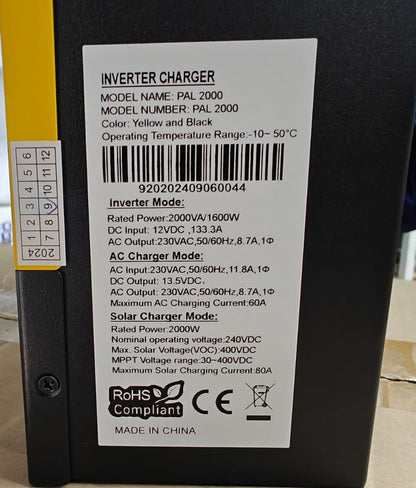 INVERTER CHARGER
MODEL NAME: PAL 2000
MODEL NUMBER: PAL 2000
Color: Yellow and Black
Operating Temperature Range:-10~ 50°C
920202409060044
Inverter Mode:
Rated Power:2000VA/1600W
DC Input: 12VDC ,133.3A
AC Output:230VAC,50/60Hz,8.7A,1Φ
AC Charger Mode:
AC Input:230VAC,50/60Hz,11.8A,1Φ
DC Output: 13.5VDC.
AC Output: 230VAC,50/60Hz,8.7A,1Φ
Maximum AC Charging Current:60A
Solar Charger Mode:
Rated Power:2000W
Nominal operating voltage:240VDC
Max. Solar Voltage(VOC):400VDC
MPPT Voltage range:30~400VDC
Maximum Solar Charging Current:80A
RoHS
Compliant
CE
MADE IN CHINA
2024
1 2 3 4 5 6
7 8 9 10 11 12